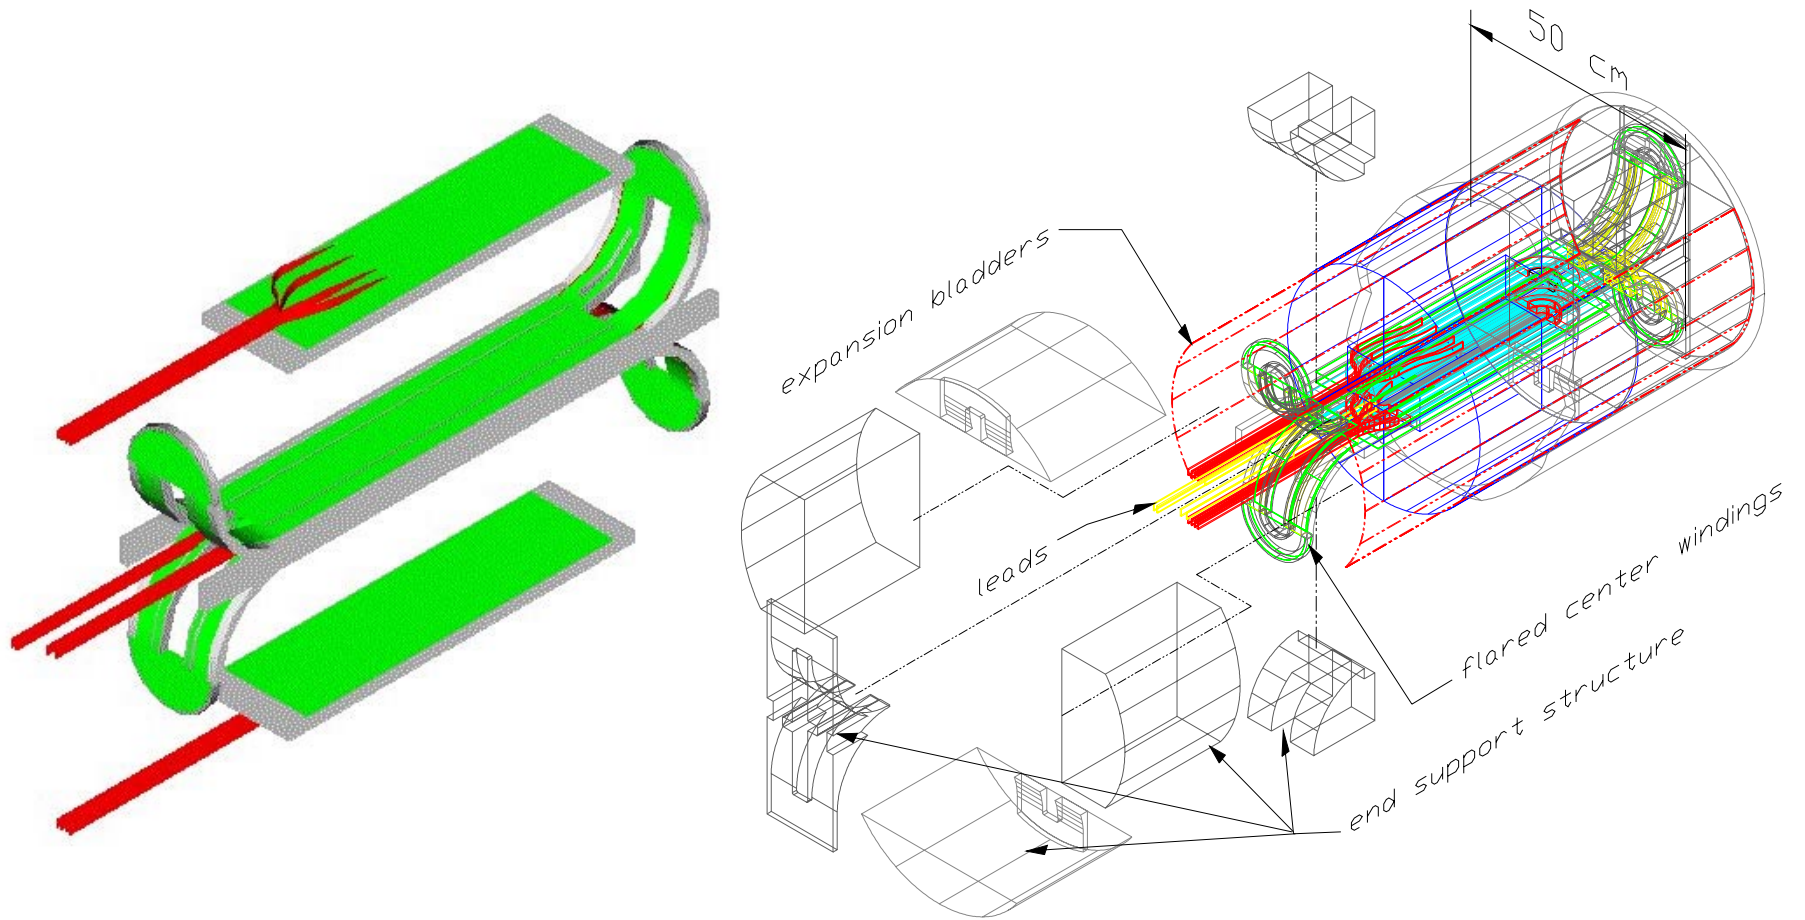 50 cm
expansion bladders
leads
flared center windings
end support structure